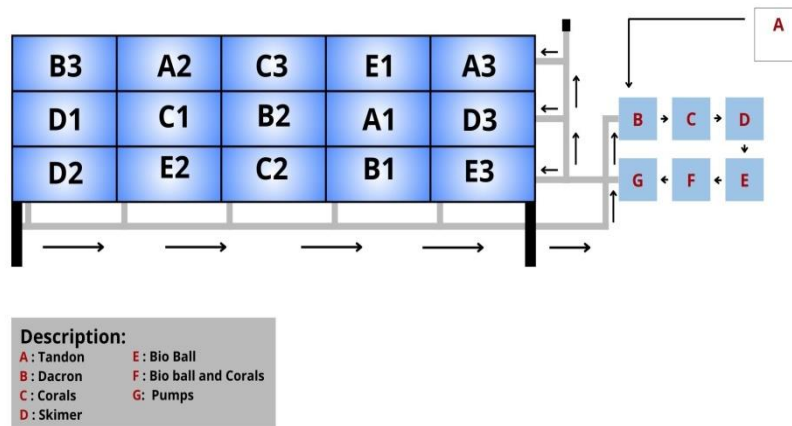 A
B3 A2 C3 E1 A3
D1 C1 B2 A1 D3
B C D
D2 E2 C2 B1 E3
G F E
Description:
A : Tandon E : Bio Ball
B : Dacron F : Bio ball and Corals
C : Corals G: Pumps
D : Skimer